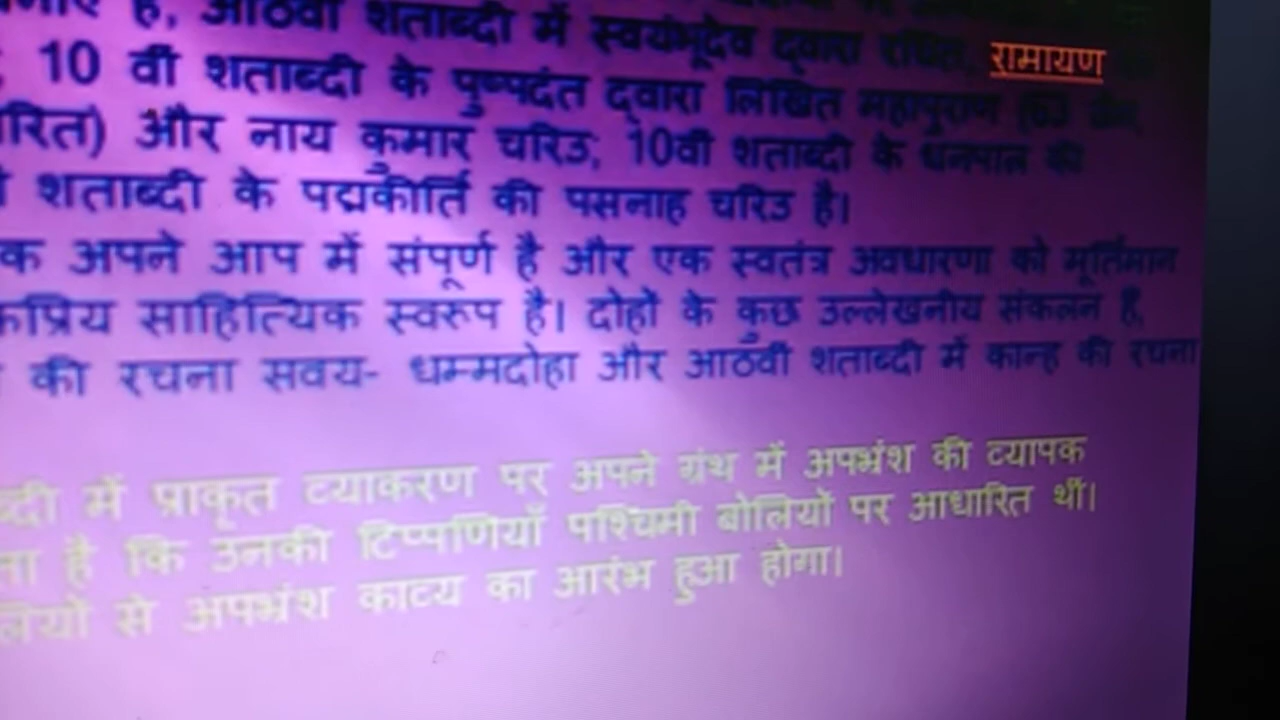 है, आठवीं शताब्दी में स्वयंभूदेव द्वारा रचित, रामायण
10 वीं शताब्दी के पुष्पदंत द्वारा लिखित महापुराण (63
और नाय कुमार चरिउ; 10वीं शताब्दी के धनपाल की
शताब्दी के पद्मकीर्ति की पसनाह चरिउ है।
अपने आप में संपूर्ण है और एक स्वतंत्र अवधारणा को मूर्तिमान
साहित्यिक स्वरूप है। दोहों के कुछ उल्लेखनीय संकलन हैं,
की रचना सवय- धम्मदोहा और आठवीं शताब्दी में कान्ह की रचना
में प्राकृत व्याकरण पर अपने ग्रंथ में अपभ्रंश की व्यापक
है कि उनकी टिप्पणियाँ पश्चिमी बोलियों पर आधारित थीं।
से अपभ्रंश काव्य का आरंभ हुआ होगा।